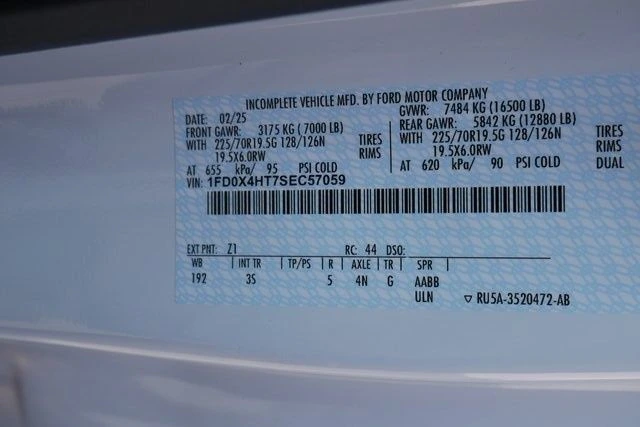 INCOMPLETE VEHICLE MFD. BY FORD MOTOR COMPANY
DATE: 02/25 GVWR: 7484 KG (16500 LB)
FRONT GAWR: 3175 KG (7000 LB) REAR GAWR: 5842 KG (12880 LB)
WITH 225/70R19.5G 128/126N TIRES WITH 225/70R19.5G 128/126N TIRES
19.5X6.0RW RIMS 19.5X6.0RW RIMS
AT 655 kPa/ 95 PSI COLD AT 620 kPa/ 90 PSI COLD DUAL
VIN: 1FD0X4HT7SEC57059
EXT PNT: Z1 RC: 44 DSO:
WB INT TR TP/PS R AXLE TR SPR
192 3S 5 4N G AABB
ULN ▽ RU5A-3520472-AB